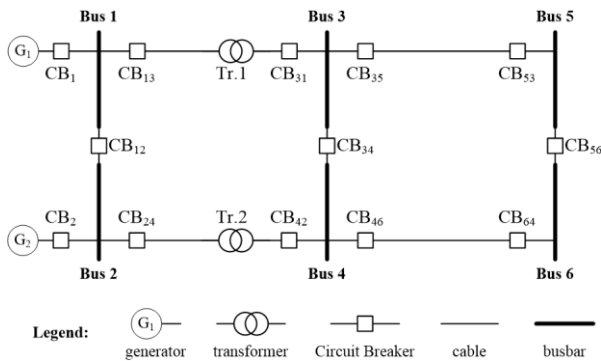 Bus 1 Bus 3 Bus 5
G₁ CB₁ CB₁₃ Tr.1 CB₃₁ CB₃₅ CB₅₃
CB₁₂ CB₃₄ CB₅₆
CB₂ CB₂₄ Tr.2 CB₄₂ CB₄₆ CB₆₄
G₂
Bus 2 Bus 4 Bus 6
Legend: G₁
generator transformer Circuit Breaker cable busbar